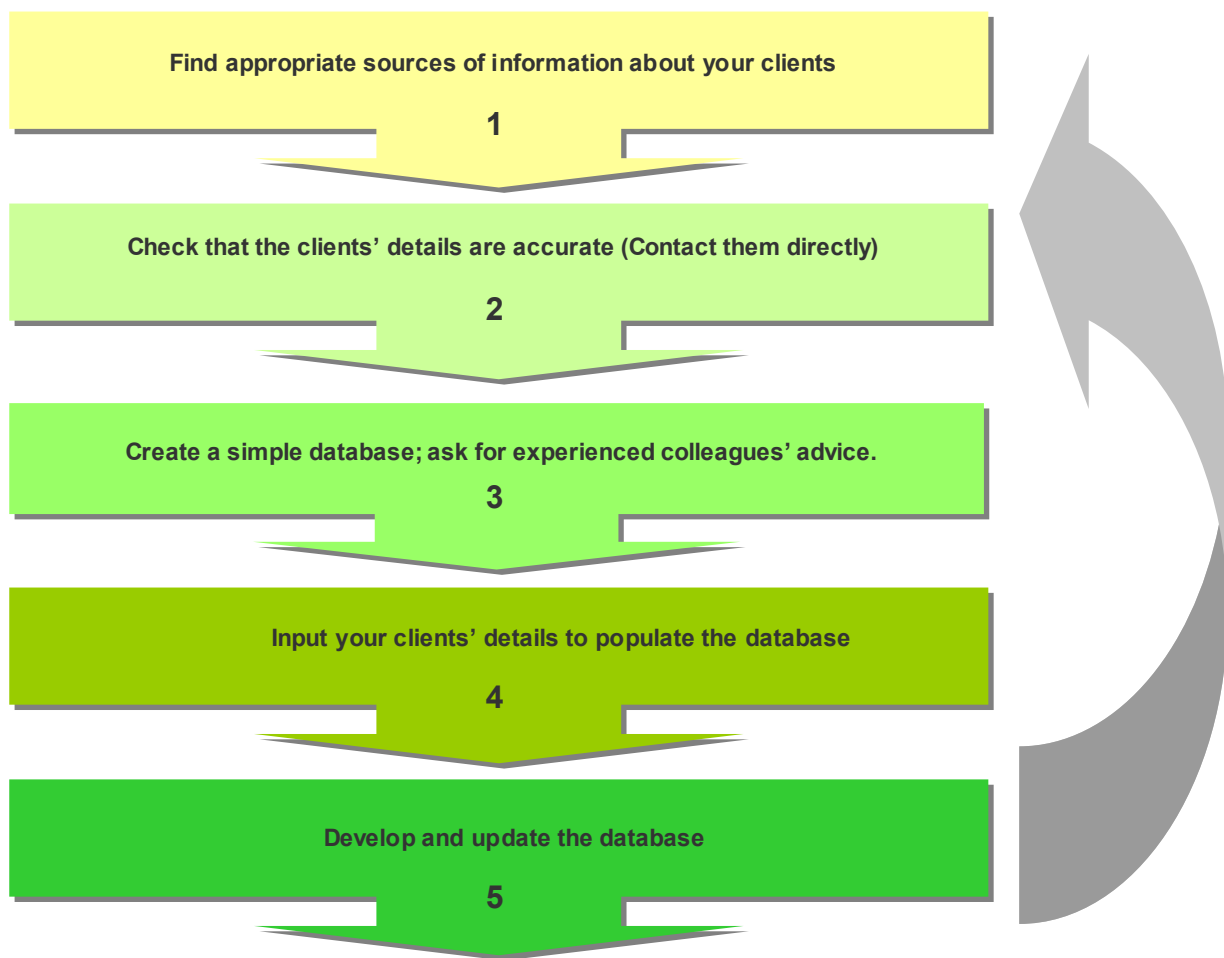 Find appropriate sources of information about your clients
1
Check that the clients’ details are accurate (Contact them directly)
2
Create a simple database; ask for experienced colleagues’ advice.
3
Input your clients’ details to populate the database
4
Develop and update the database
5